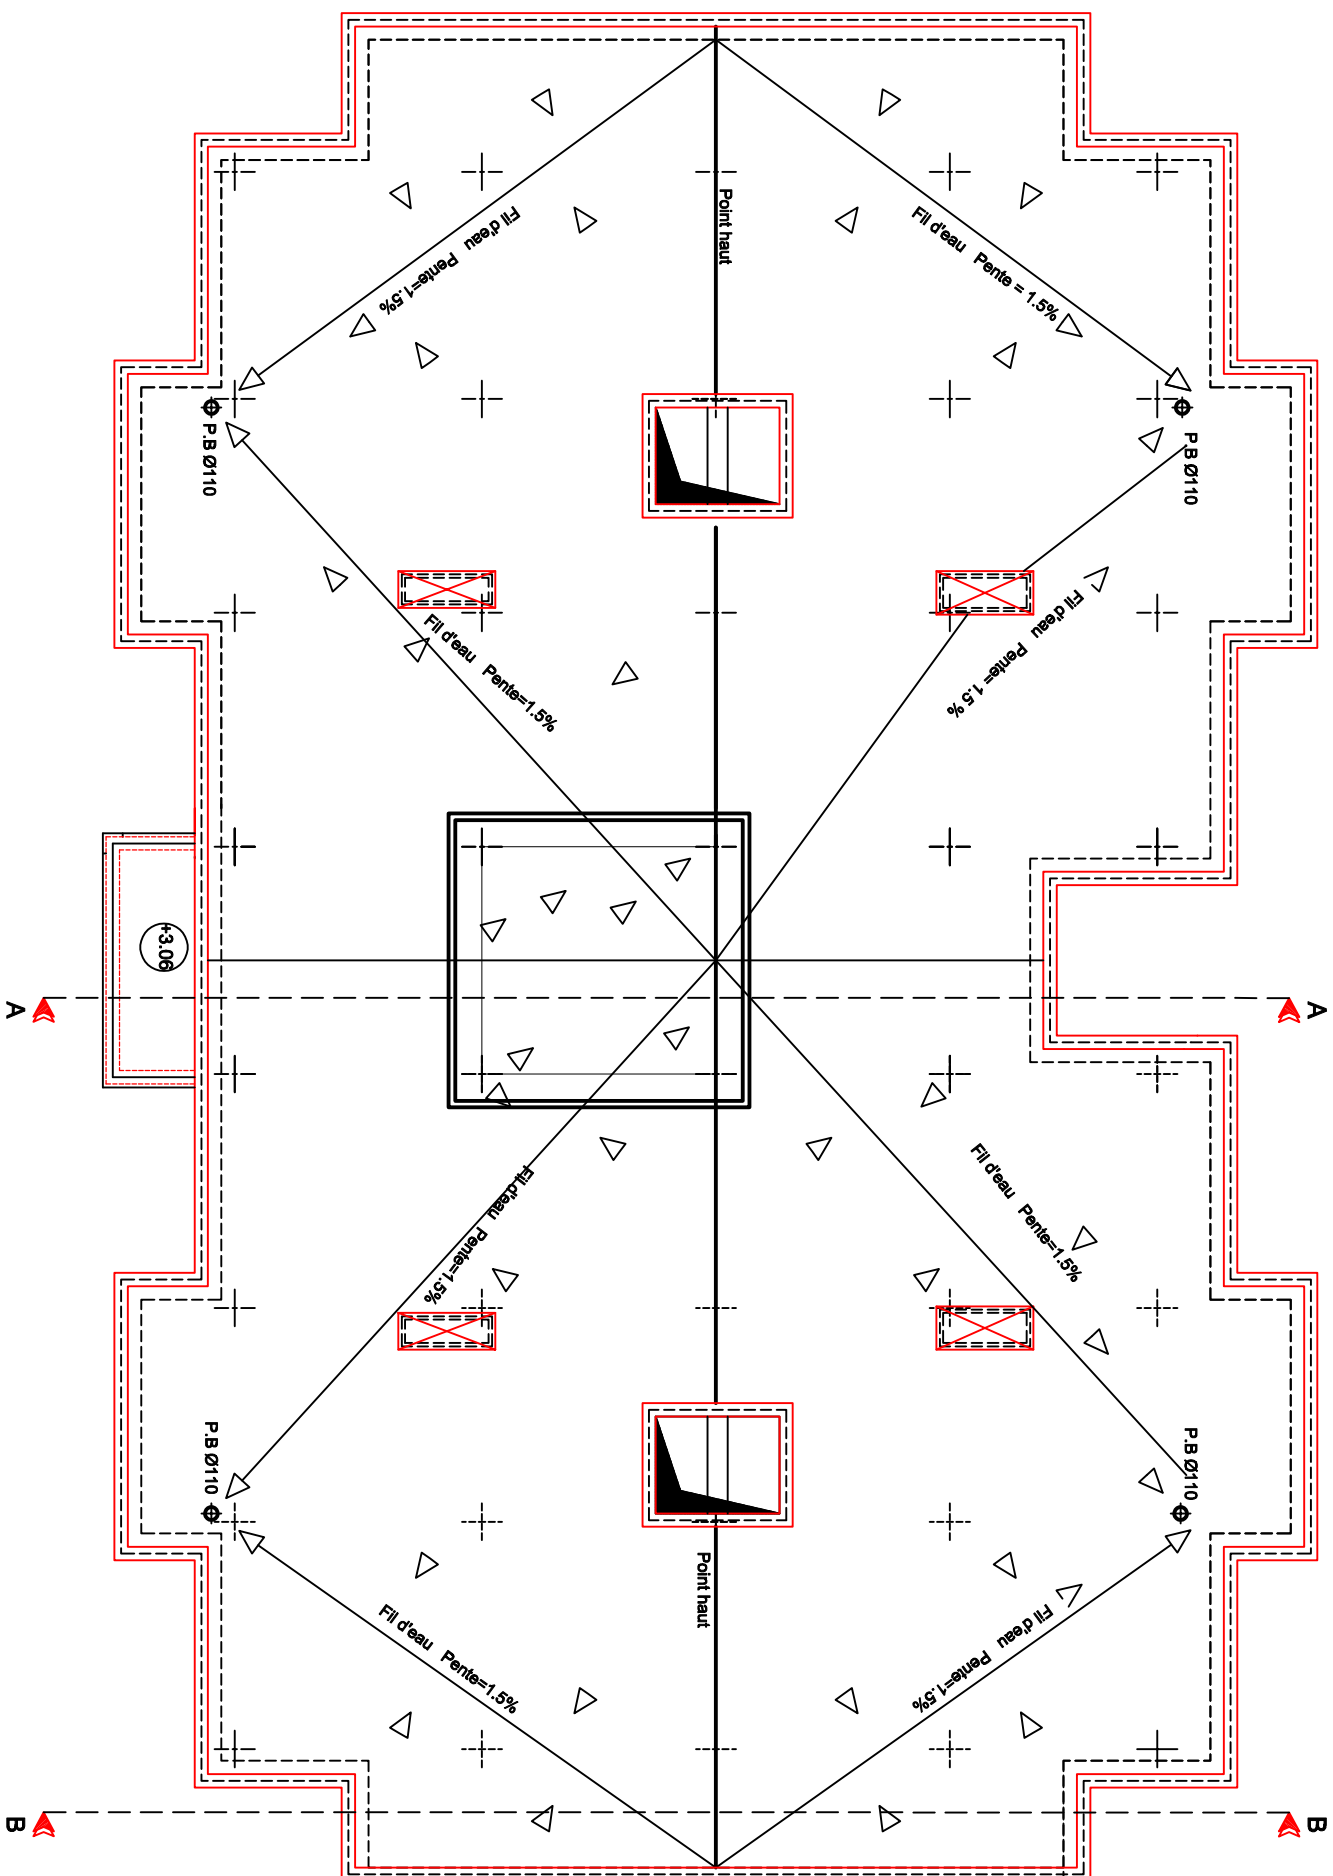 Point haut
Fil d'eau Pente=1.5%
Fil d'eau Pente = 1.5%
P.B Ø110
P.B Ø110
Fil d'eau Pente=1.5%
Fil d'eau Pente= 1.5 %
+3.06
A
A
Fil d'eau Pente=1.5%
Fil d'eau Pente=1.5%
P.B Ø110
P.B Ø110
Point haut
Fil d'eau Pente=1.5%
Fil d'eau Pente=1.5%
B
B